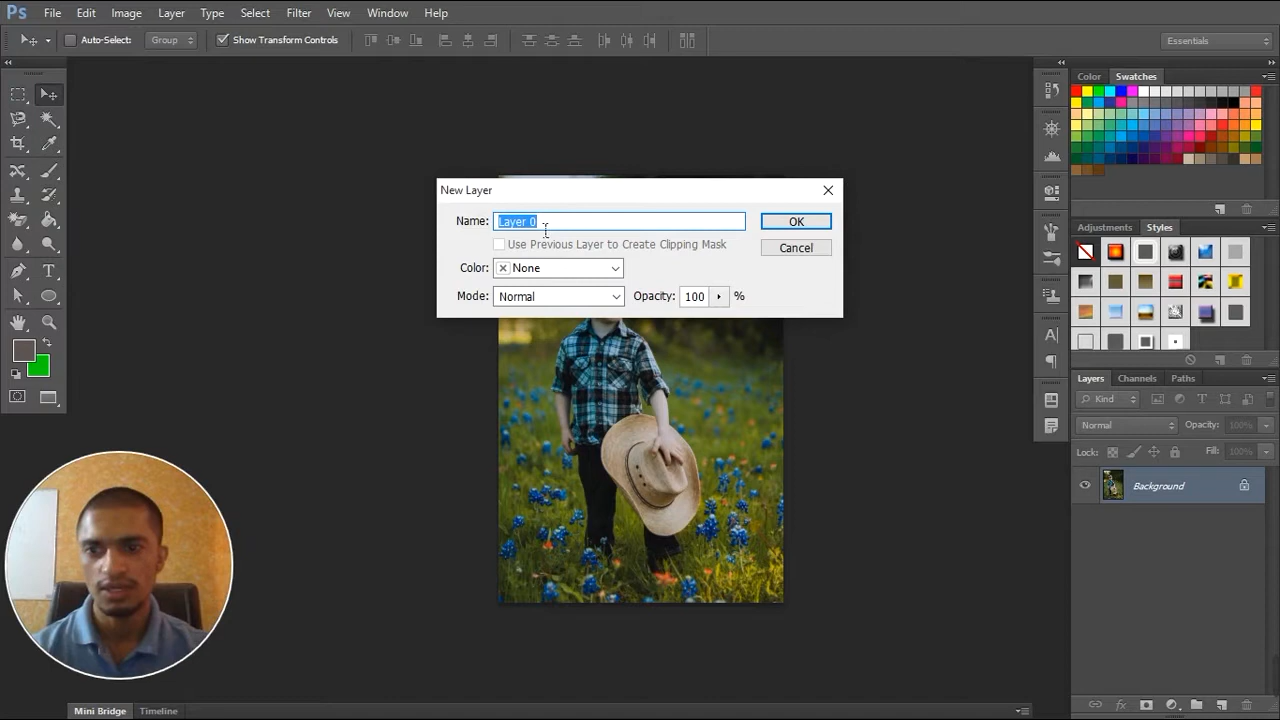 Ps File Edit Image Layer Type Select Filter View Window Help
Auto-Select: Group Show Transform Controls Essentials
Color Swatches
New Layer
Name: Layer 0 OK
Use Previous Layer to Create Clipping Mask Cancel
Color: None
Mode: Normal Opacity: 100 %
Adjustments Styles
Layers Channels Paths
Kind
Normal Opacity: 100%
Lock: Fill: 100%
Background
Mini Bridge Timeline